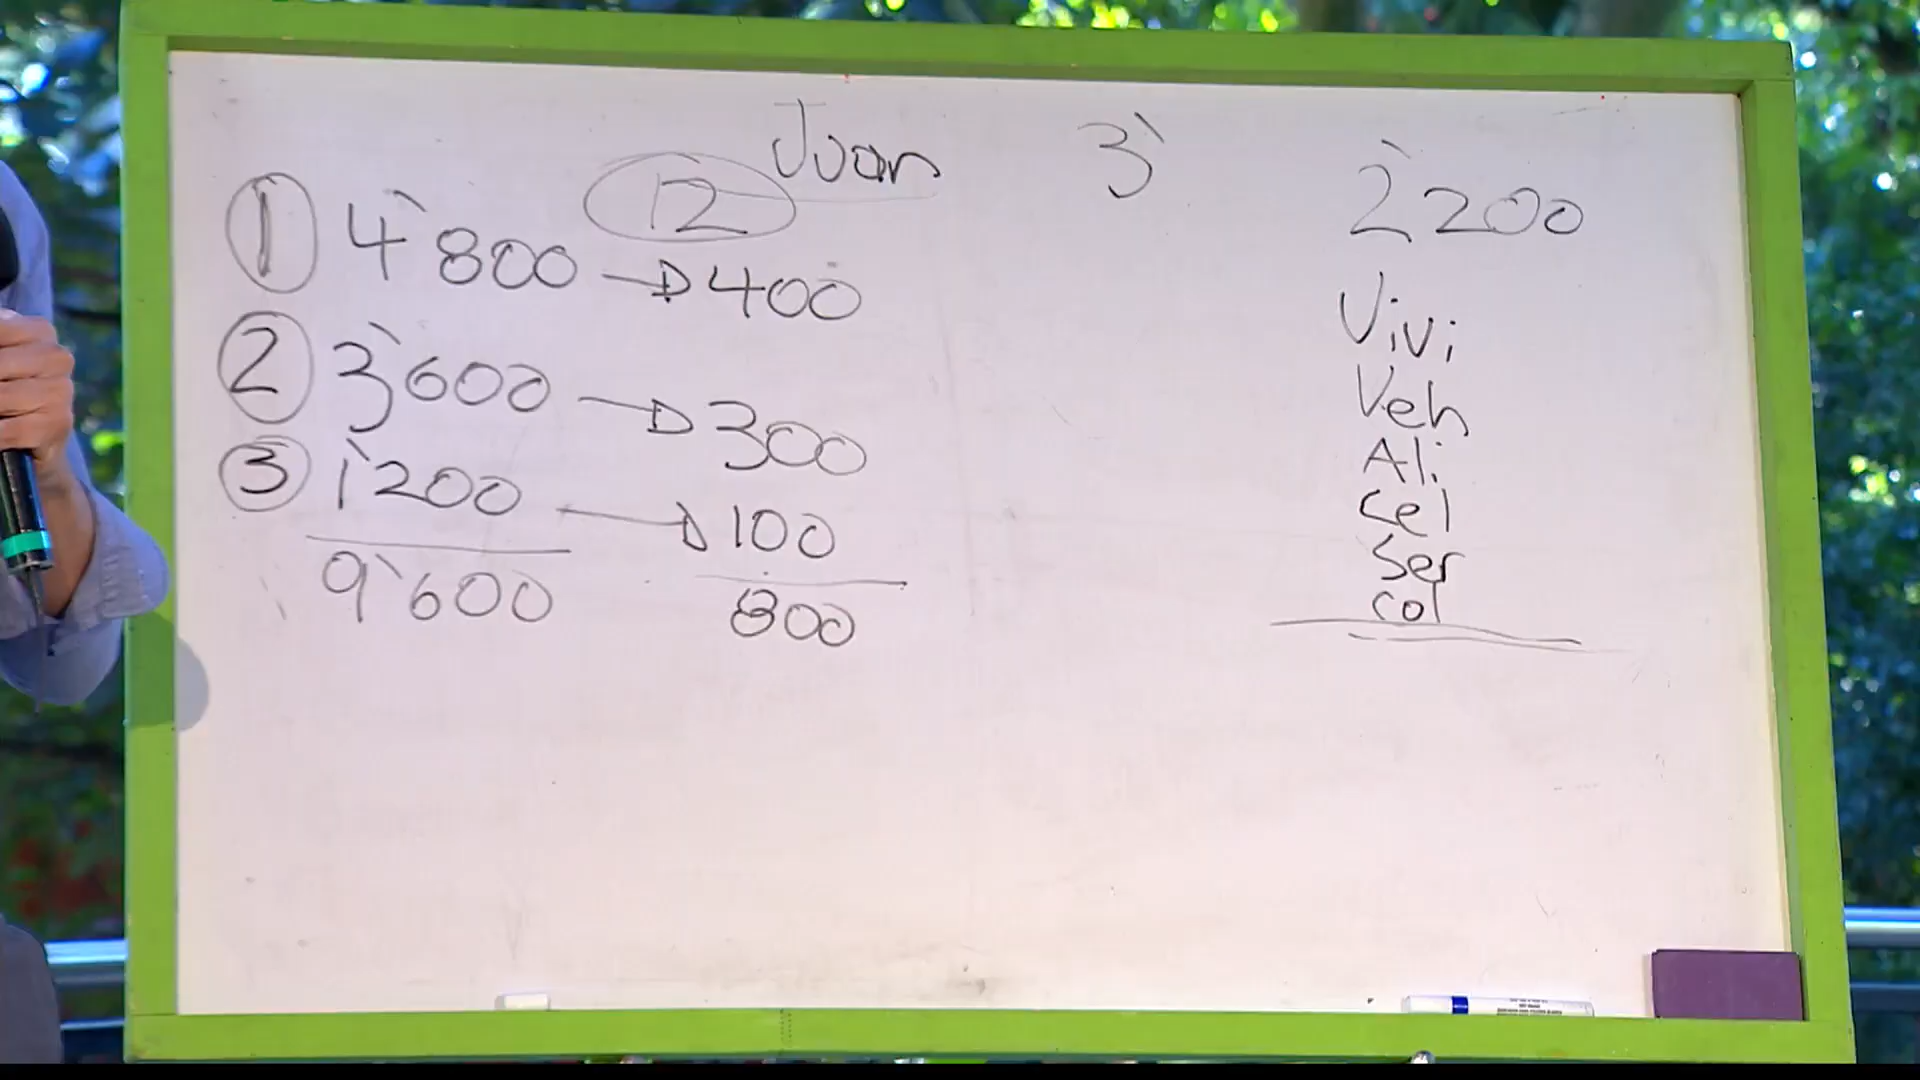 Juan 3`
12
① 4`800 → 400
② 3`600 → 300
③ 1`200 → 100
9`600 800
2`200
Vivi
Veh
Ali
Cel
Ser
Col